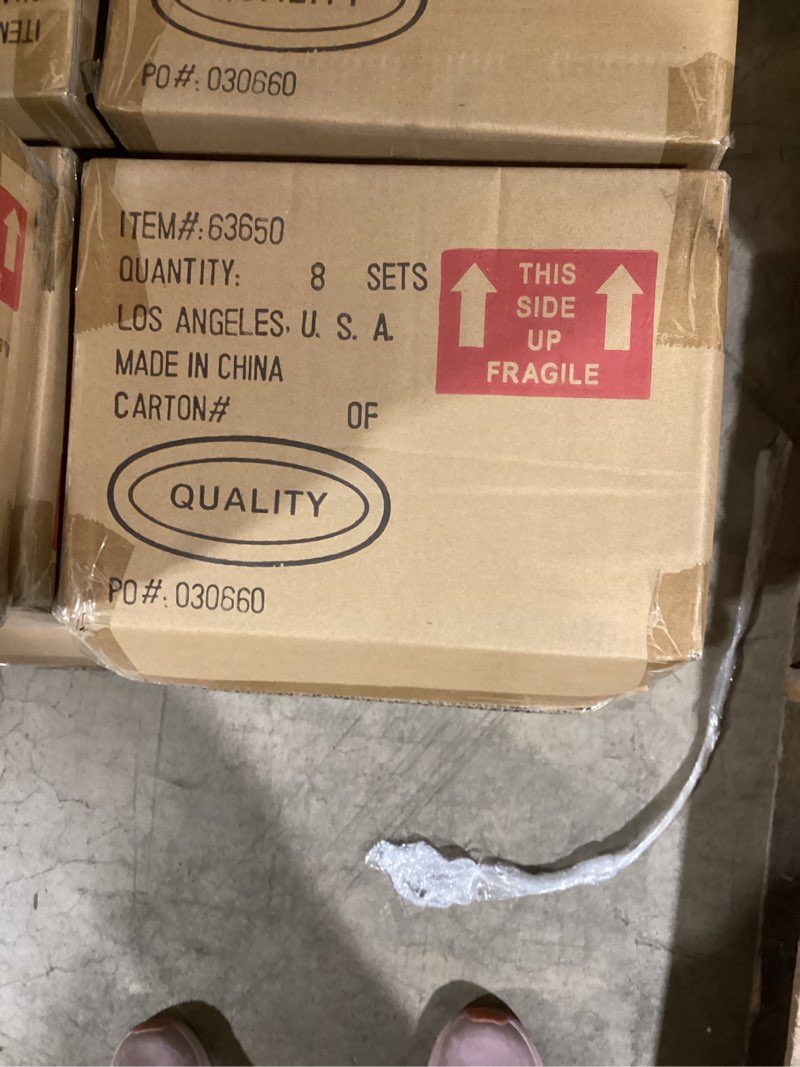 PO#: 030660
ITEM#: 63650
QUANTITY: 8 SETS
LOS ANGELES, U. S. A.
MADE IN CHINA
CARTON# OF
QUALITY
PO#: 030660
THIS
SIDE
UP
FRAGILE